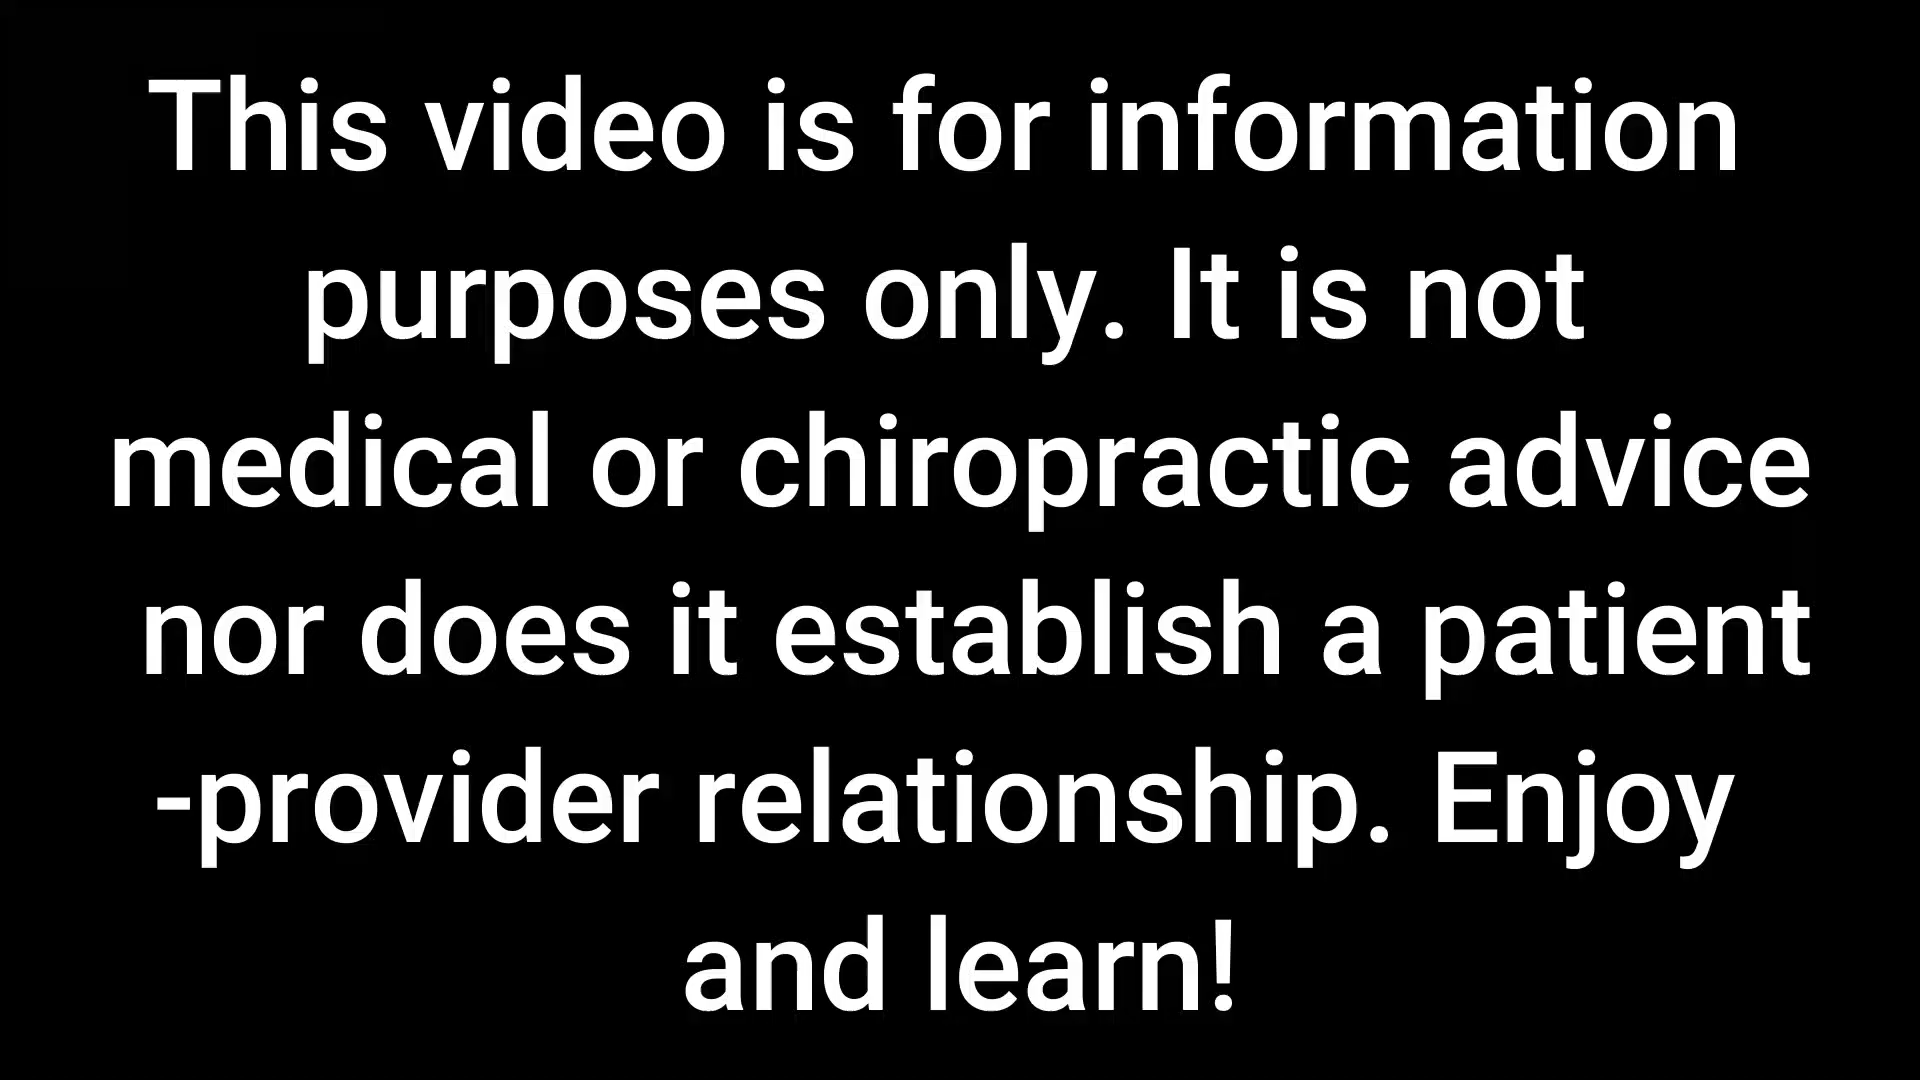 This video is for information
purposes only. It is not
medical or chiropractic advice
nor does it establish a patient
-provider relationship. Enjoy
and learn!